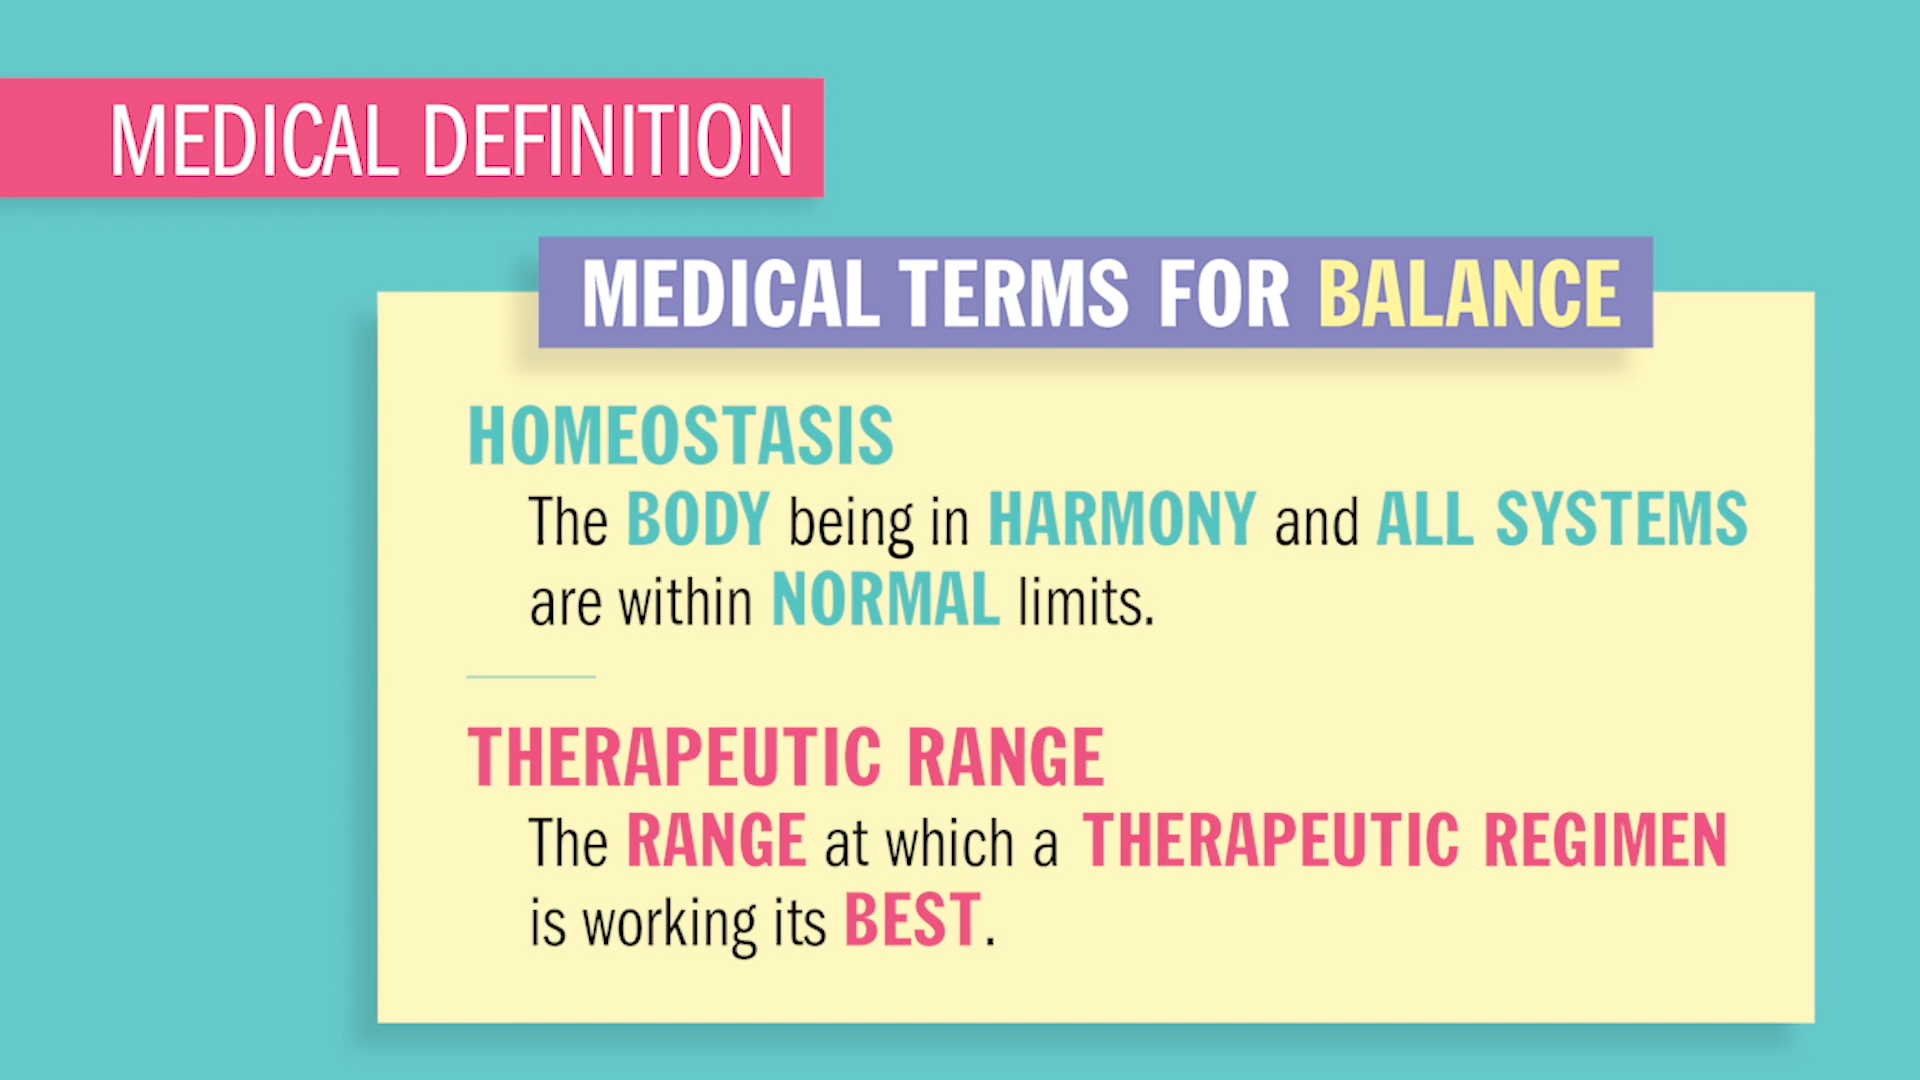 MEDICAL DEFINITION
MEDICAL TERMS FOR BALANCE
HOMEOSTASIS
The BODY being in HARMONY and ALL SYSTEMS
are within NORMAL limits.
THERAPEUTIC RANGE
The RANGE at which a THERAPEUTIC REGIMEN
is working its BEST.